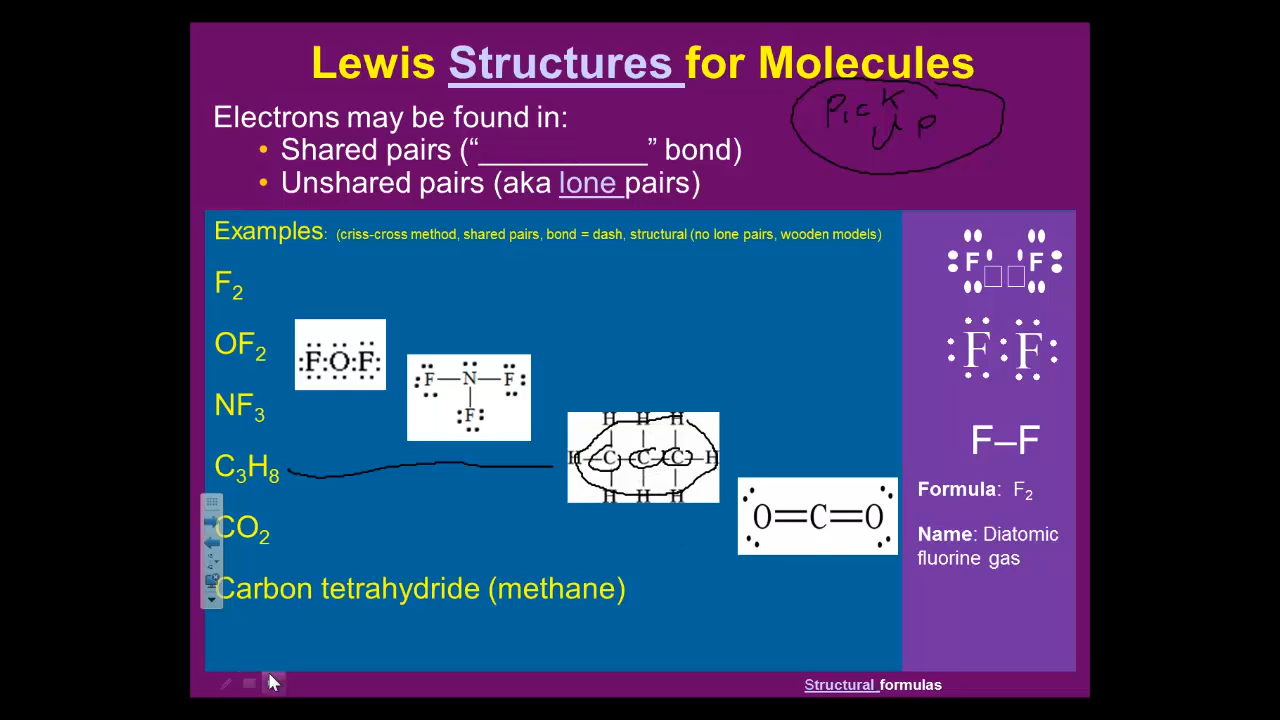 Lewis Structures for Molecules
Pick
up
Electrons may be found in:
• Shared pairs (“__________” bond)
• Unshared pairs (aka lone pairs)
Examples: (criss-cross method, shared pairs, bond = dash, structural (no lone pairs, wooden models)
F2
OF2
NF3
C3H8
CO2
Carbon tetrahydride (methane)
:F:O:F:
:F—N—F:
:F:
H H H
H—C—C—C—H
H H H
O=C=O
F F
:F:F:
F–F
Formula: F2
Name: Diatomic
fluorine gas
Structural formulas